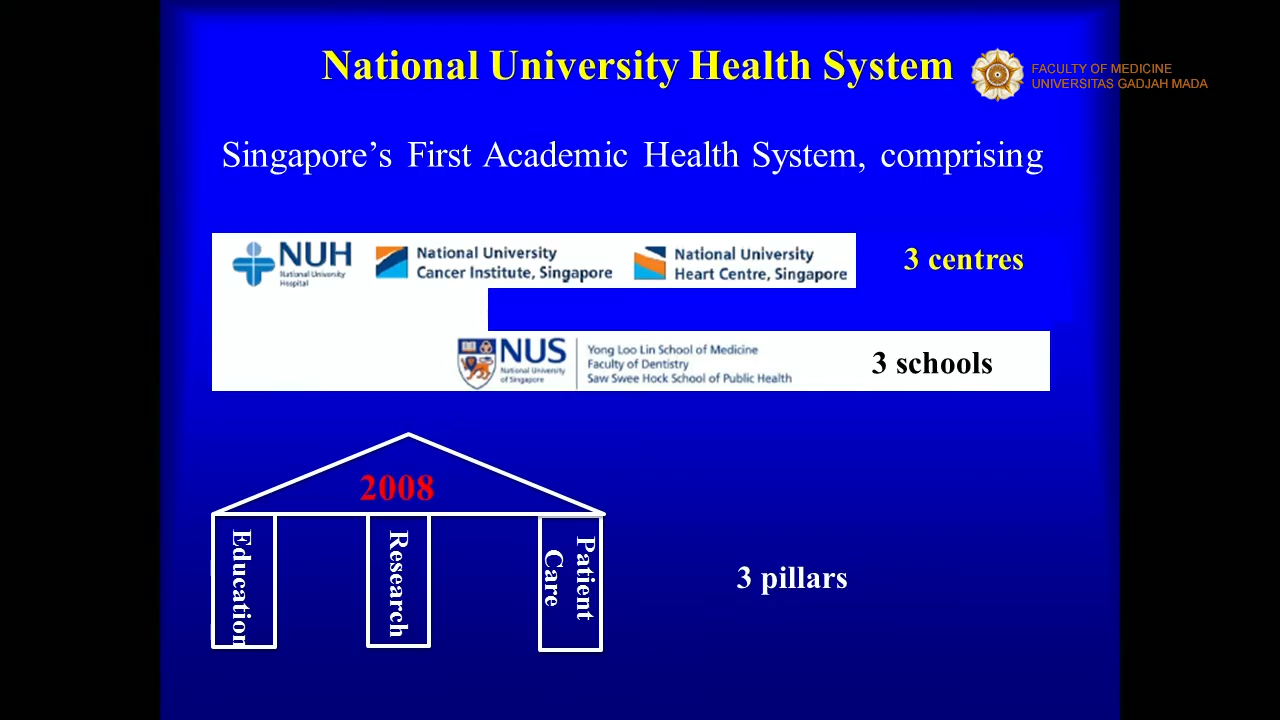 National University Health System
FACULTY OF MEDICINE
UNIVERSITAS GADJAH MADA
Singapore’s First Academic Health System, comprising
NUH
National University
Hospital
National University
Cancer Institute, Singapore
National University
Heart Centre, Singapore
3 centres
NUS
National University
of Singapore
Yong Loo Lin School of Medicine
Faculty of Dentistry
Saw Swee Hock School of Public Health
3 schools
2008
Education
Research
Patient
Care
3 pillars